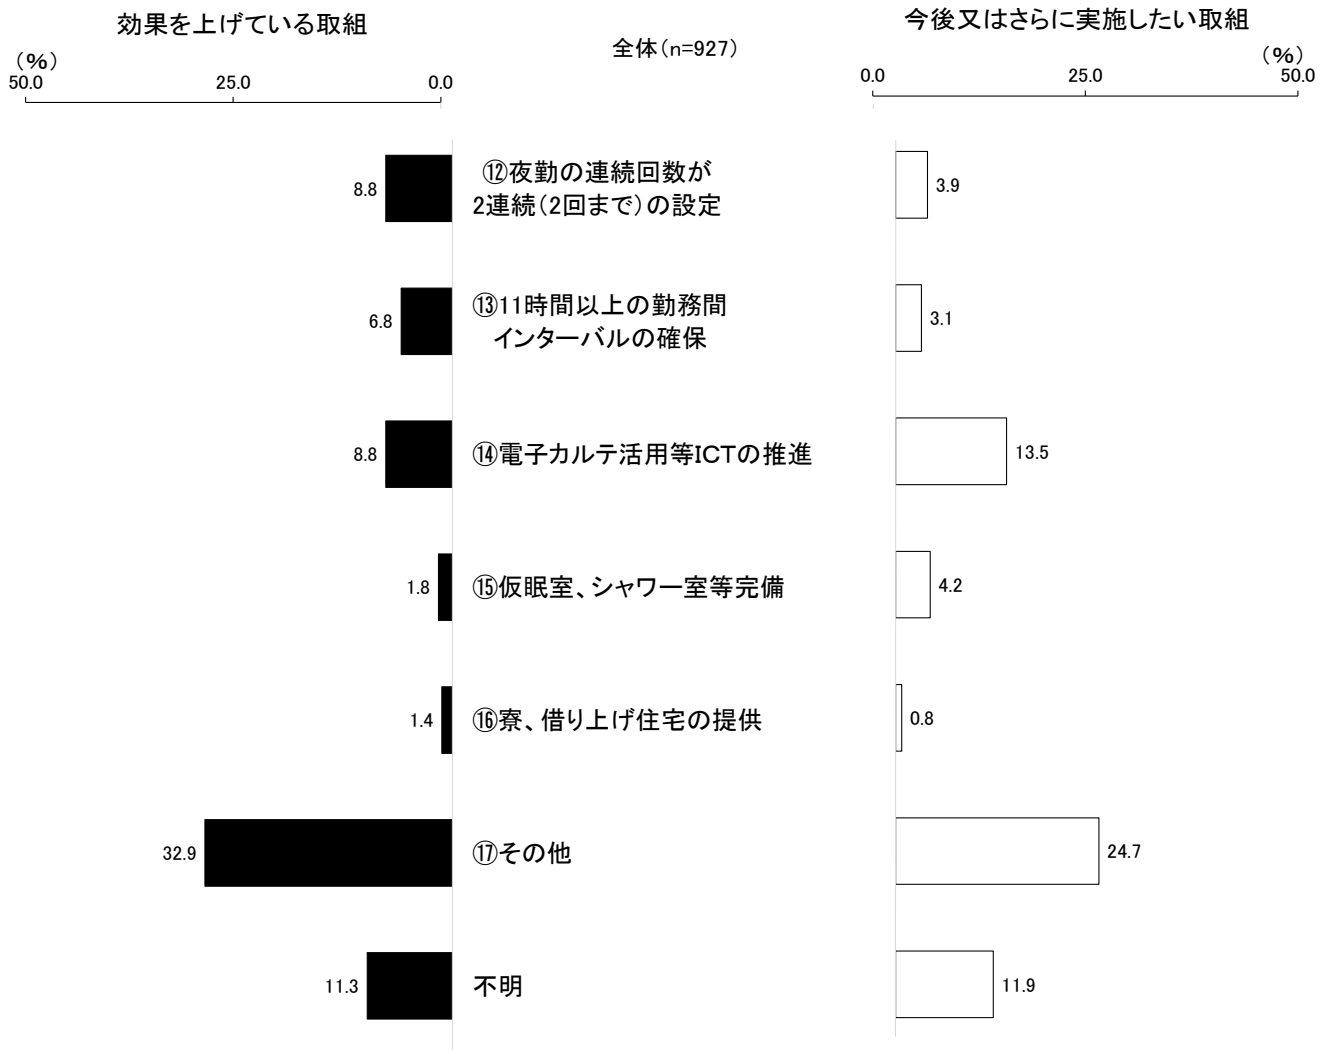 効果を上げている取組
今後又はさらに実施したい取組
全体(n=927)
(%)
(%)
50.0 25.0 0.0
0.0 25.0 50.0
8.8
⑫夜勤の連続回数が
2連続(2回まで)の設定
3.9
6.8
⑬11時間以上の勤務間
インターバルの確保
3.1
8.8
⑭電子カルテ活用等ICTの推進
13.5
1.8
⑮仮眠室、シャワー室等完備
4.2
1.4
⑯寮、借り上げ住宅の提供
0.8
32.9
⑰その他
24.7
11.3
不明
11.9